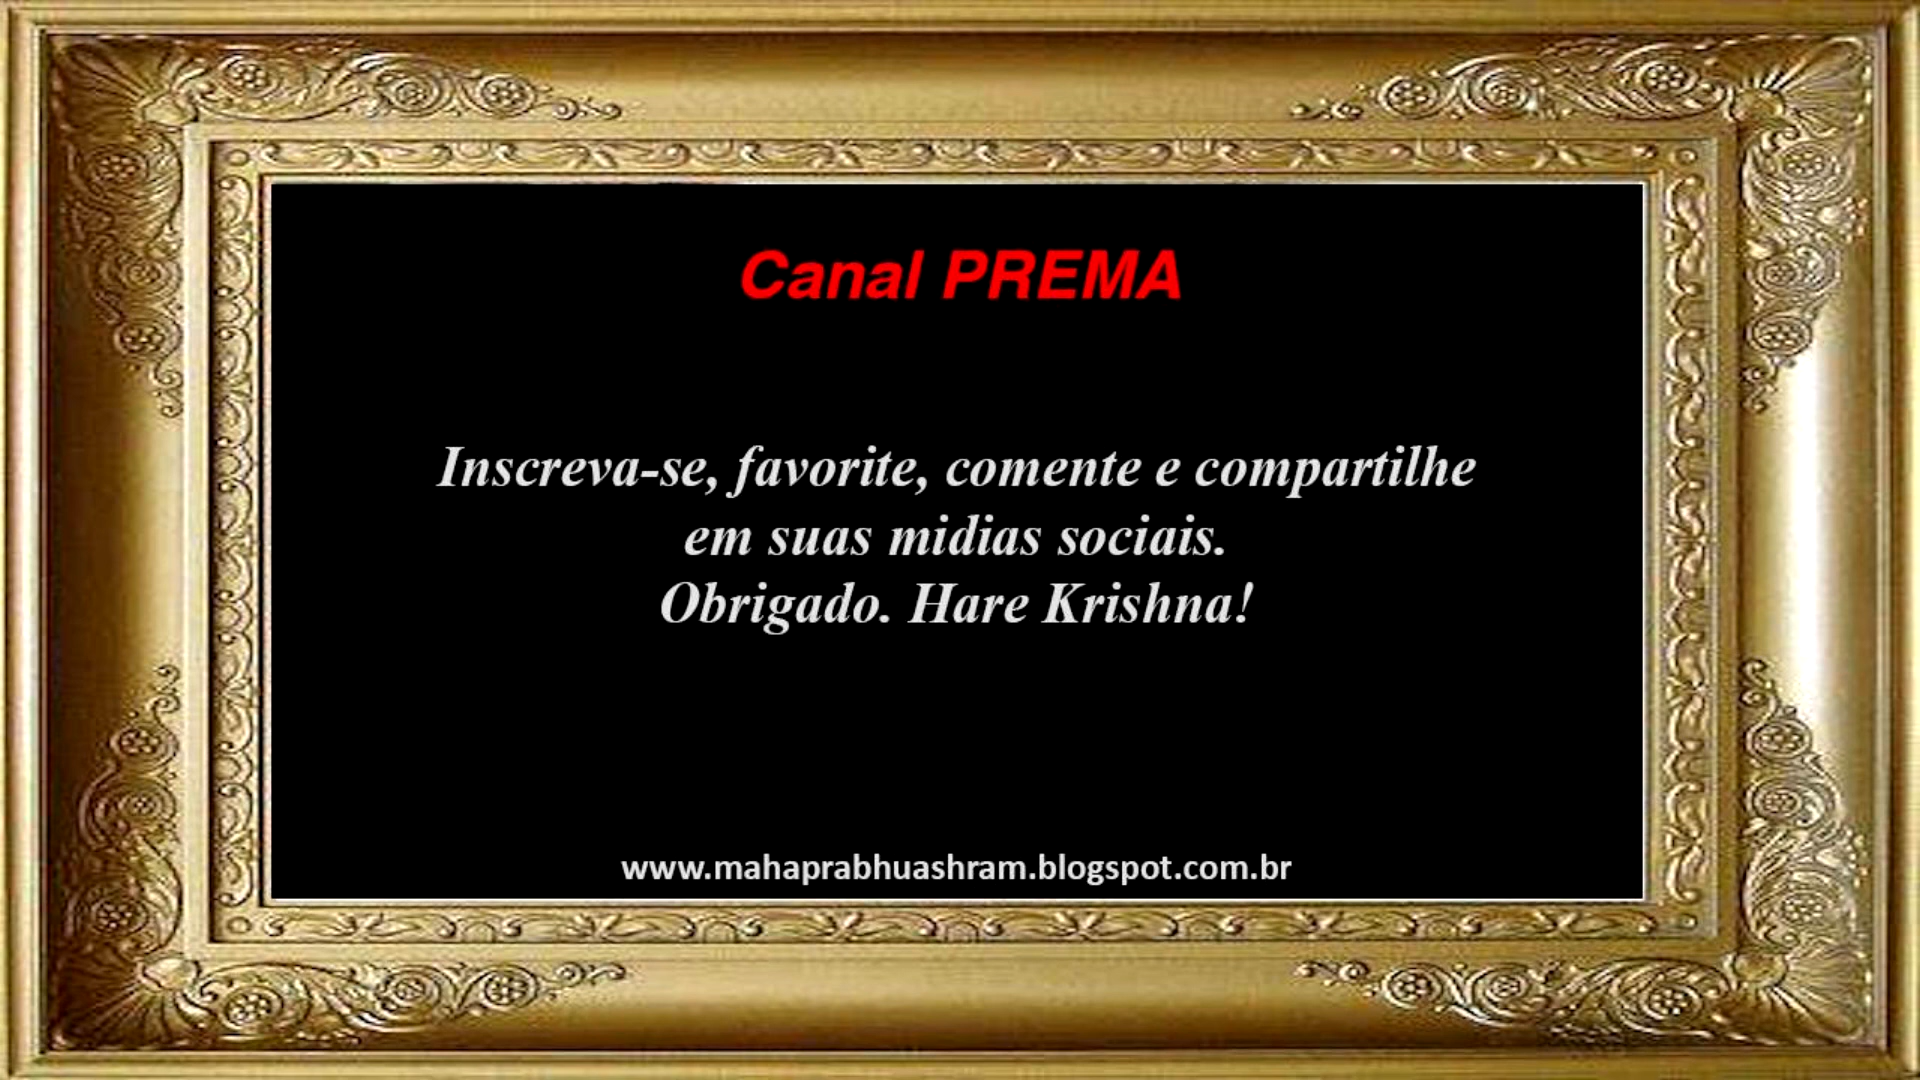 Canal PREMA
Inscreva-se, favorite, comente e compartilhe
em suas midias sociais.
Obrigado. Hare Krishna!
www.mahaprabhuashram.blogspot.com.br